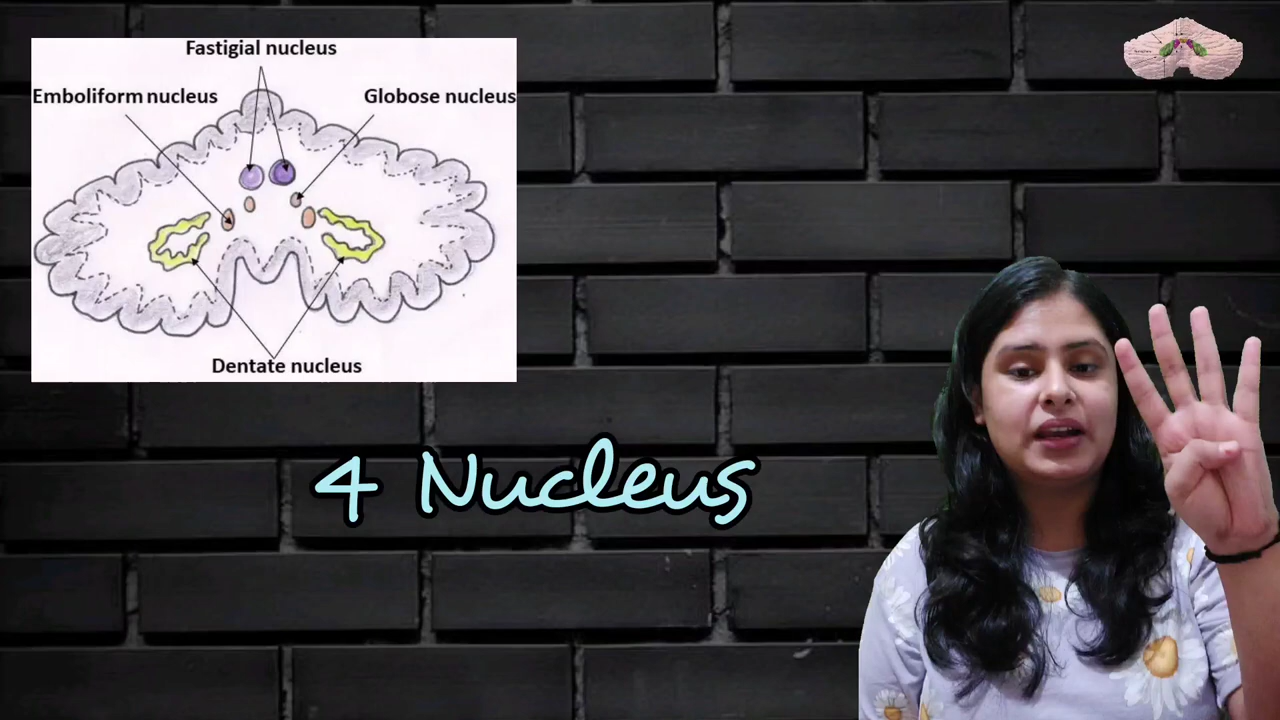 Fastigial nucleus
Emboliform nucleus
Globose nucleus
Dentate nucleus
4 Nucleus